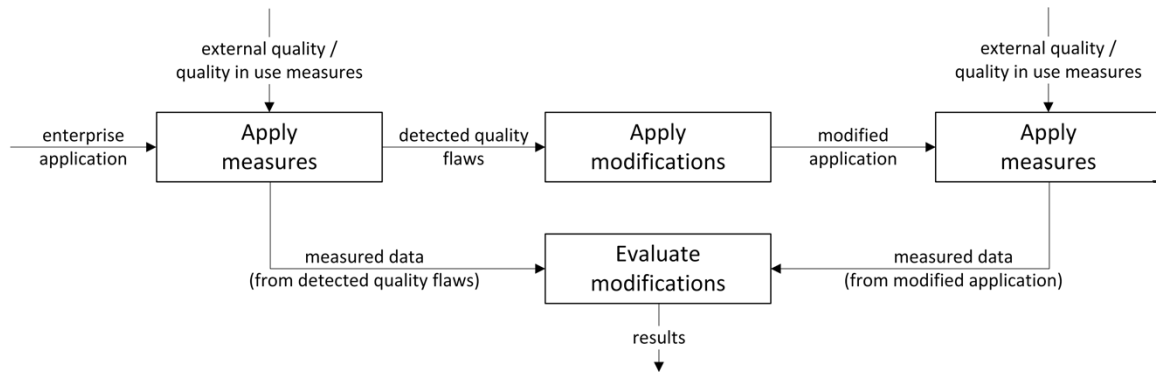 external quality /
quality in use measures
external quality /
quality in use measures
enterprise
application
Apply
measures
detected quality
flaws
Apply
modifications
modified
application
Apply
measures
measured data
(from detected quality flaws)
Evaluate
modifications
measured data
(from modified application)
results